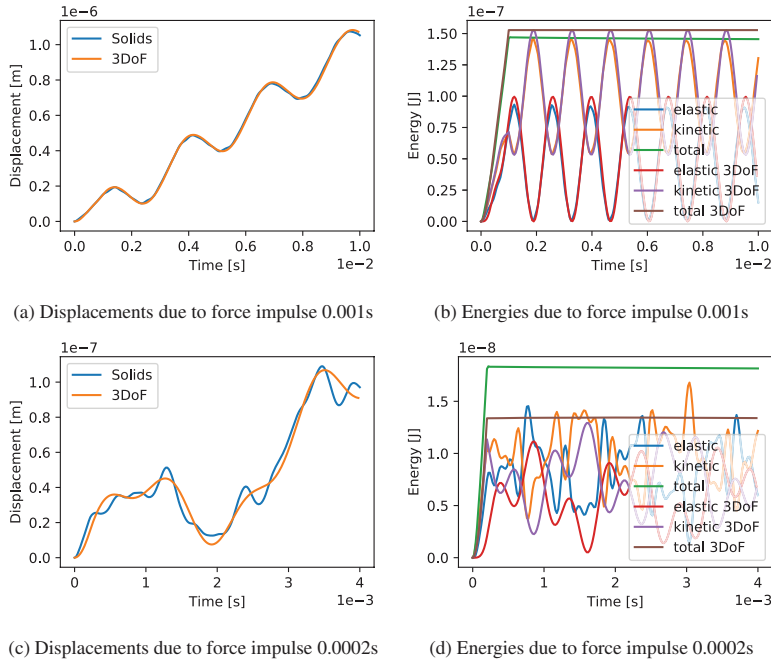 1e−6
Solids
3DoF
1.0
0.8
0.6
0.4
0.2
0.0
Displacement [m]
0.0 0.2 0.4 0.6 0.8 1.0
Time [s]
1e−2
(a) Displacements due to force impulse 0.001s
1e−7
1.50
1.25
1.00
0.75
0.50
0.25
0.00
Energy [J]
elastic
kinetic
total
elastic 3DoF
kinetic 3DoF
total 3DoF
0.0 0.2 0.4 0.6 0.8 1.0
Time [s]
1e−2
(b) Energies due to force impulse 0.001s
1e−7
Solids
3DoF
1.0
0.8
0.6
0.4
0.2
0.0
Displacement [m]
0 1 2 3 4
Time [s]
1e−3
(c) Displacements due to force impulse 0.0002s
1e−8
1.5
1.0
0.5
0.0
Energy [J]
elastic
kinetic
total
elastic 3DoF
kinetic 3DoF
total 3DoF
0 1 2 3 4
Time [s]
1e−3
(d) Energies due to force impulse 0.0002s